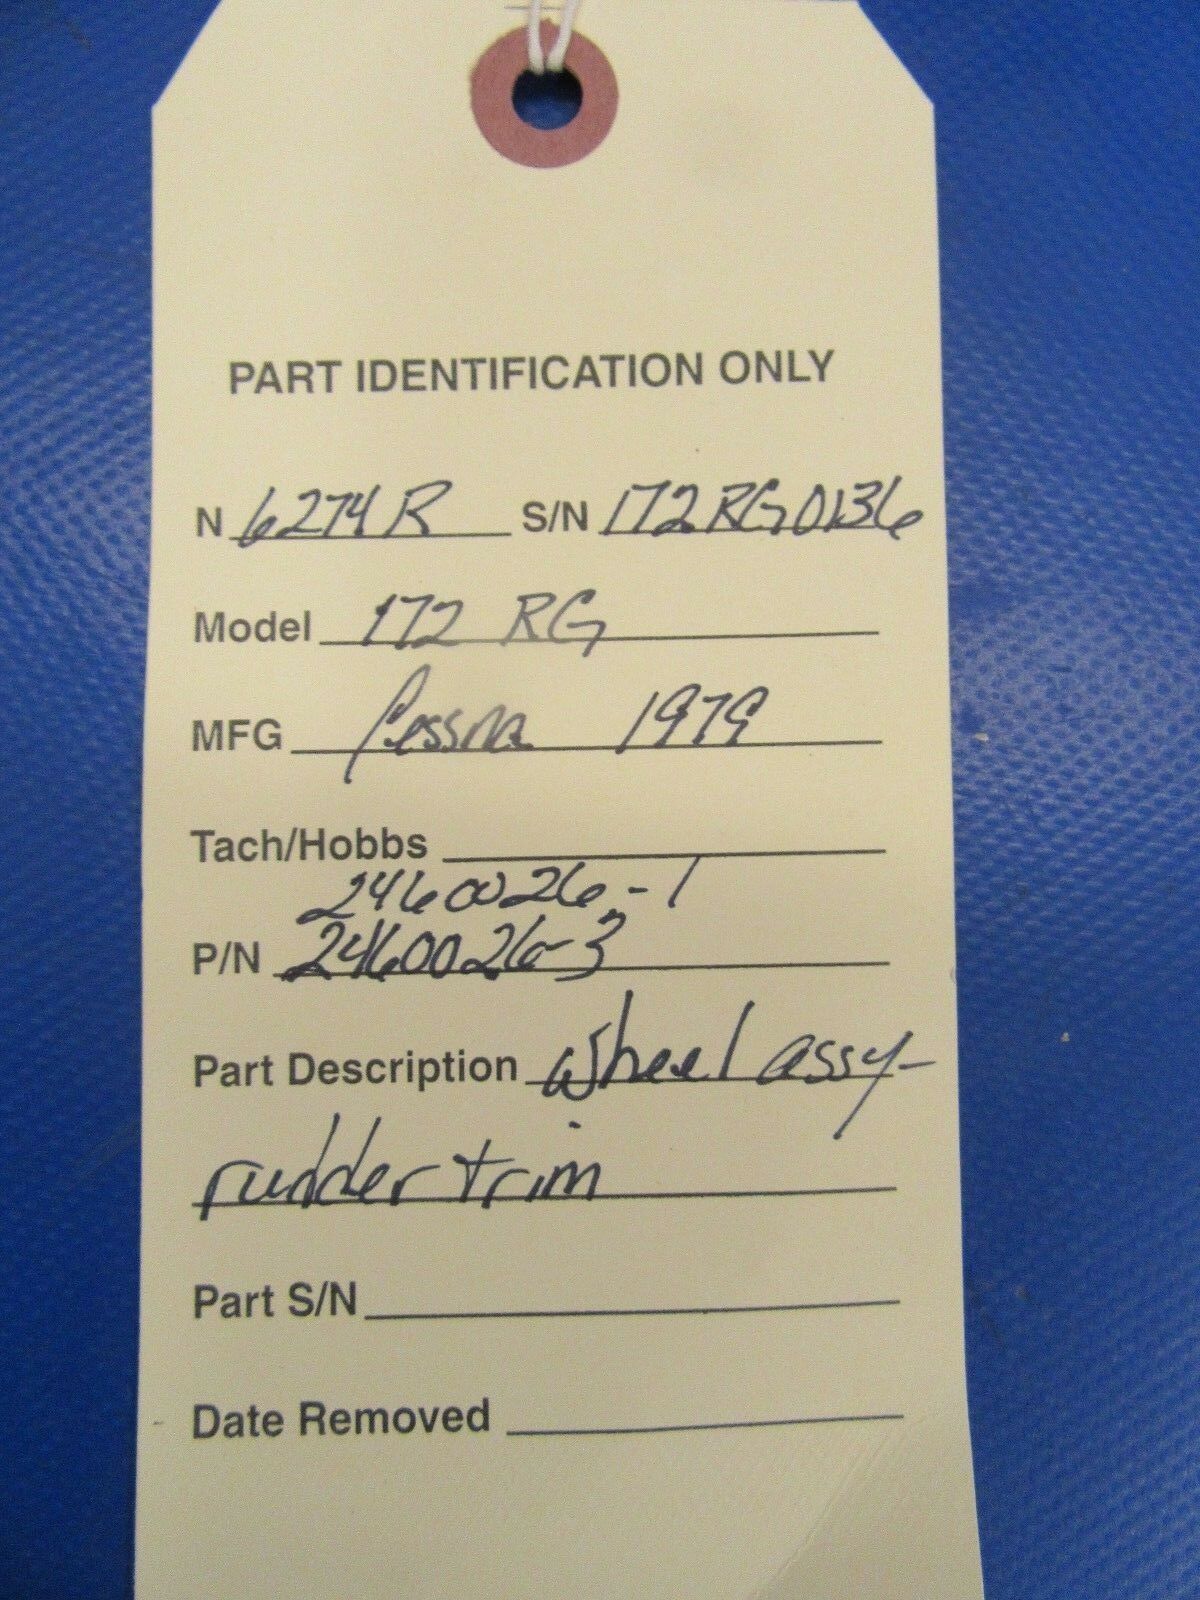 PART IDENTIFICATION ONLY
N 6274R S/N 172RG0136
Model 172 RG
MFG Cessna 1979
Tach/Hobbs
2460026-1
P/N 2460026-3
Part Description wheel assy-
rudder trim
Part S/N
Date Removed